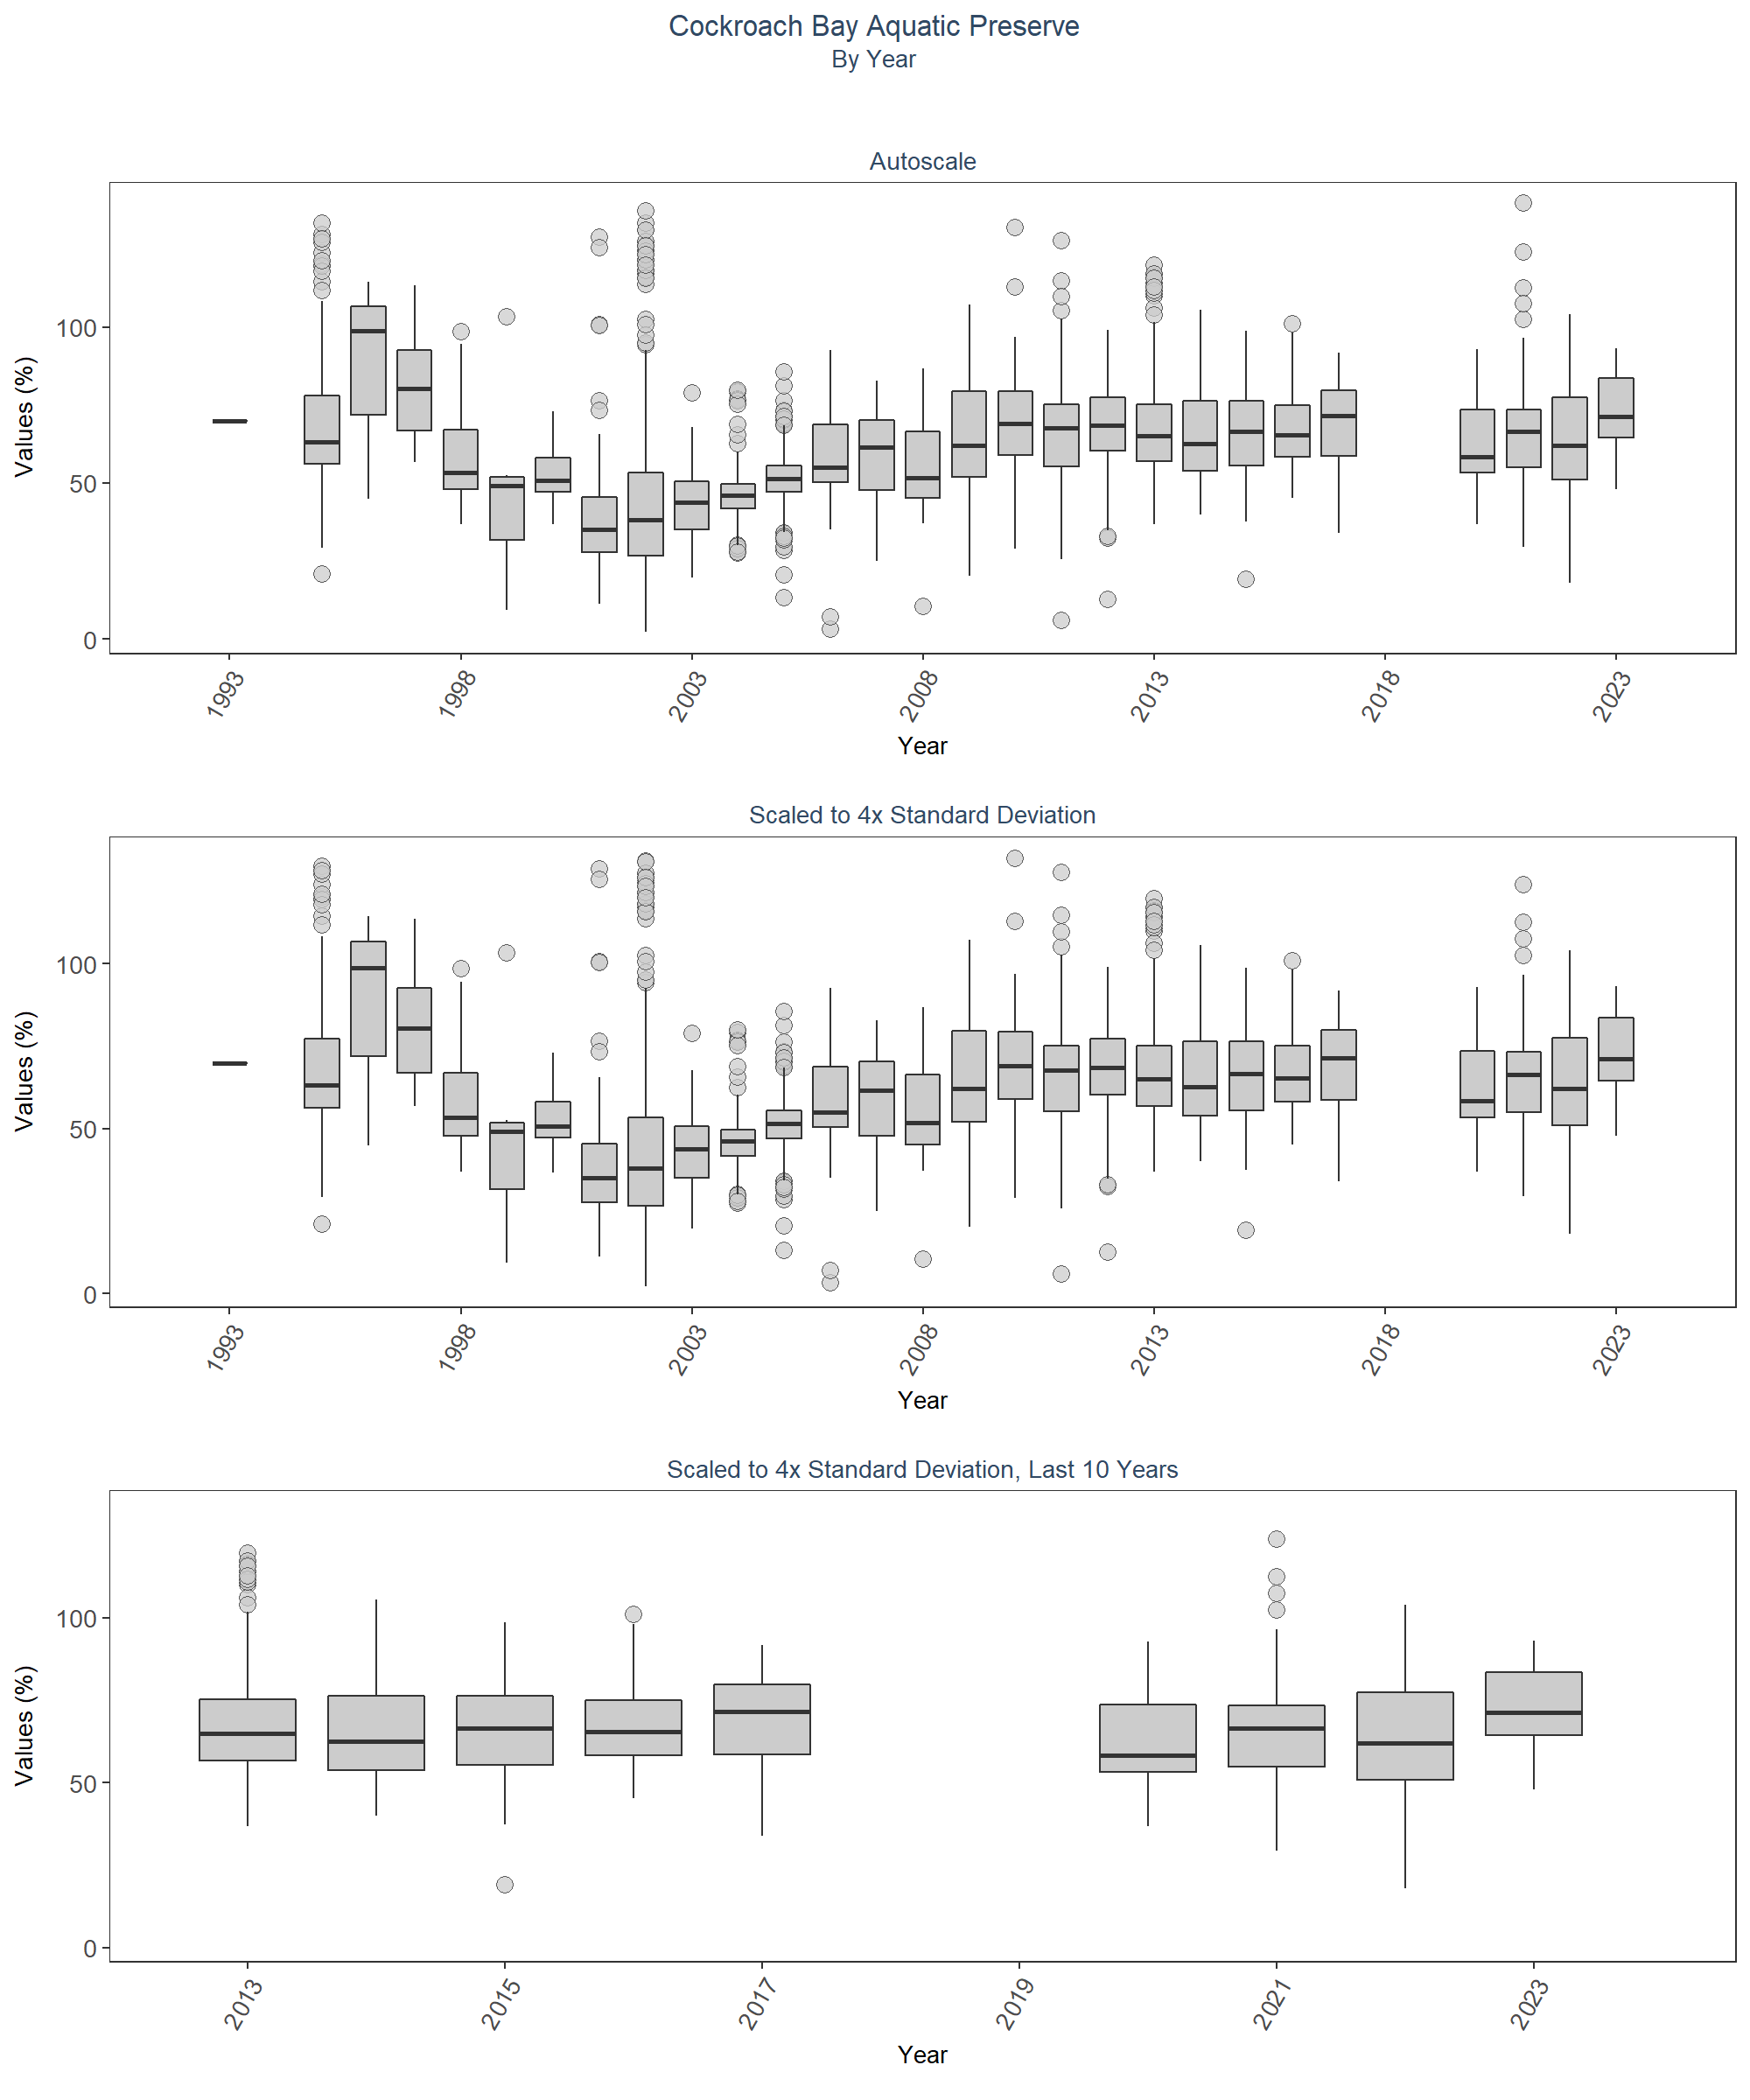 Cockroach Bay Aquatic Preserve
By Year
Autoscale
Values (%)
100
50
0
1993
1998
2003
2008
2013
2018
2023
Year
Scaled to 4x Standard Deviation
Values (%)
100
50
0
1993
1998
2003
2008
2013
2018
2023
Year
Scaled to 4x Standard Deviation, Last 10 Years
Values (%)
100
50
0
2013
2015
2017
2019
2021
2023
Year